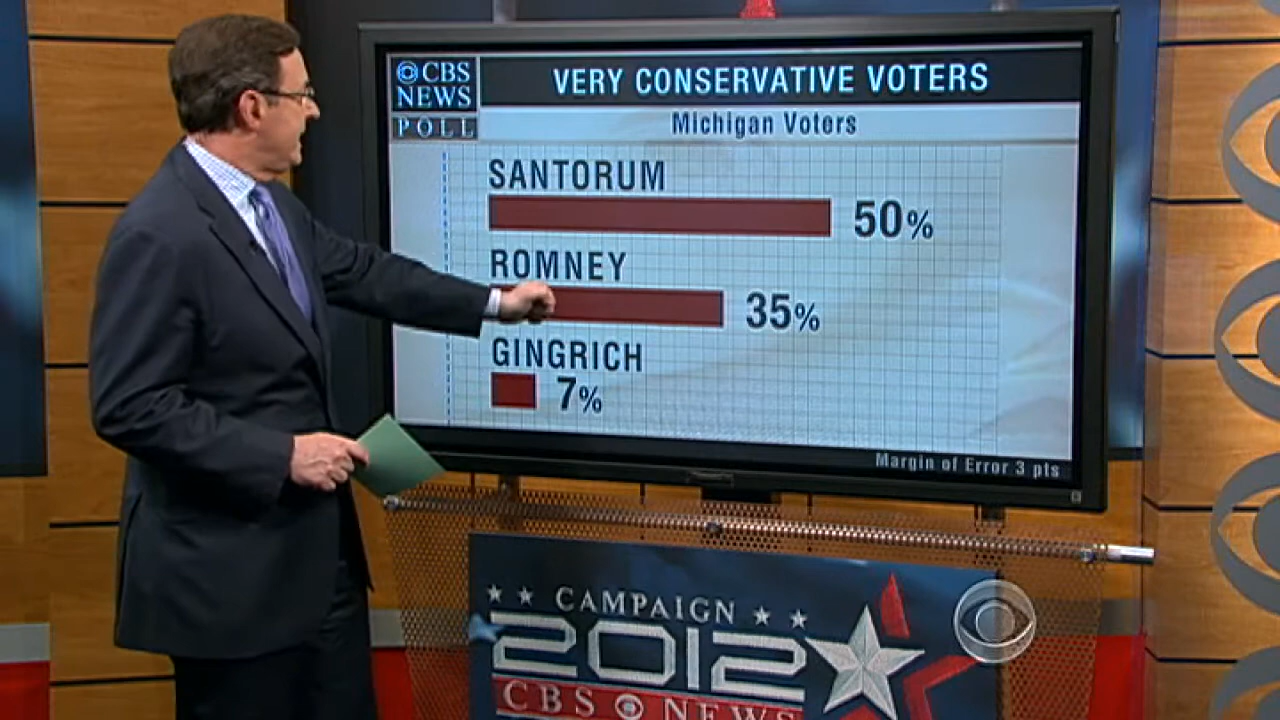 CBS
NEWS
POLL
VERY CONSERVATIVE VOTERS
Michigan Voters
SANTORUM
50%
ROMNEY
35%
GINGRICH
7%
Margin of Error 3 pts
CAMPAIGN
2012
CBS NEWS